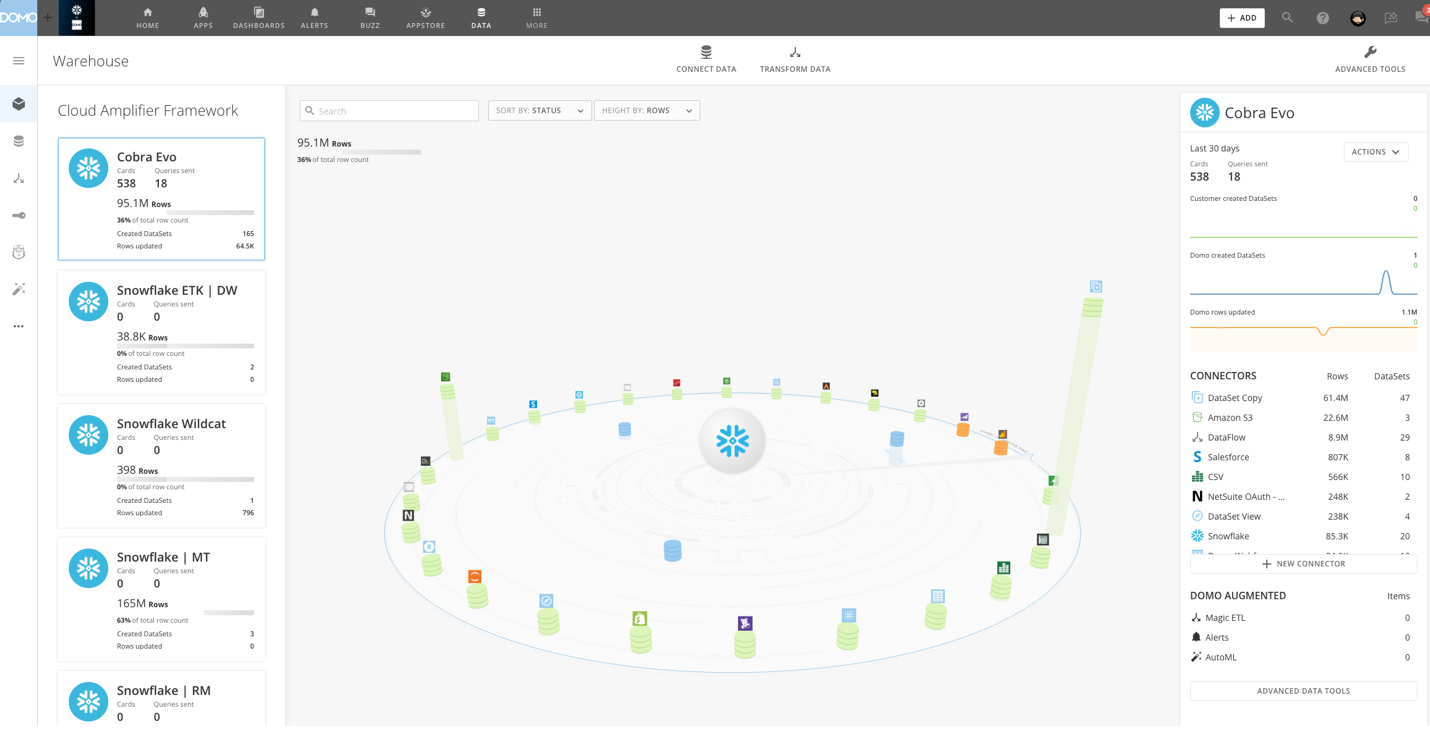 DOMO
DOMO
HOME
APPS
DASHBOARDS
ALERTS
BUZZ
APPSTORE
DATA
MORE
+ ADD
Warehouse
CONNECT DATA
TRANSFORM DATA
ADVANCED TOOLS
Cloud Amplifier Framework
Cobra Evo
Cards Queries sent
538 18
95.1M Rows
36% of total row count
Created DataSets 165
Rows updated 64.5K
Snowflake ETK | DW
Cards Queries sent
0 0
38.8K Rows
0% of total row count
Created DataSets 2
Rows updated 0
Snowflake Wildcat
Cards Queries sent
0 0
398 Rows
0% of total row count
Created DataSets 1
Rows updated 796
Snowflake | MT
Cards Queries sent
0 0
165M Rows
63% of total row count
Created DataSets 3
Rows updated 0
Snowflake | RM
Cards Queries sent
0 0
Search
SORT BY: STATUS
HEIGHT BY: ROWS
95.1M Rows
36% of total row count
Cobra Evo
Last 30 days
ACTIONS
Cards Queries sent
538 18
Customer created DataSets 0
0
Domo created DataSets 1
0
Domo rows updated 1.1M
0
CONNECTORS Rows DataSets
DataSet Copy 61.4M 47
Amazon S3 22.6M 3
DataFlow 8.9M 29
Salesforce 807K 8
CSV 566K 10
NetSuite OAuth - ... 248K 2
DataSet View 238K 4
Snowflake 85.3K 20
+ NEW CONNECTOR
DOMO AUGMENTED Items
Magic ETL 0
Alerts 0
AutoML 0
ADVANCED DATA TOOLS